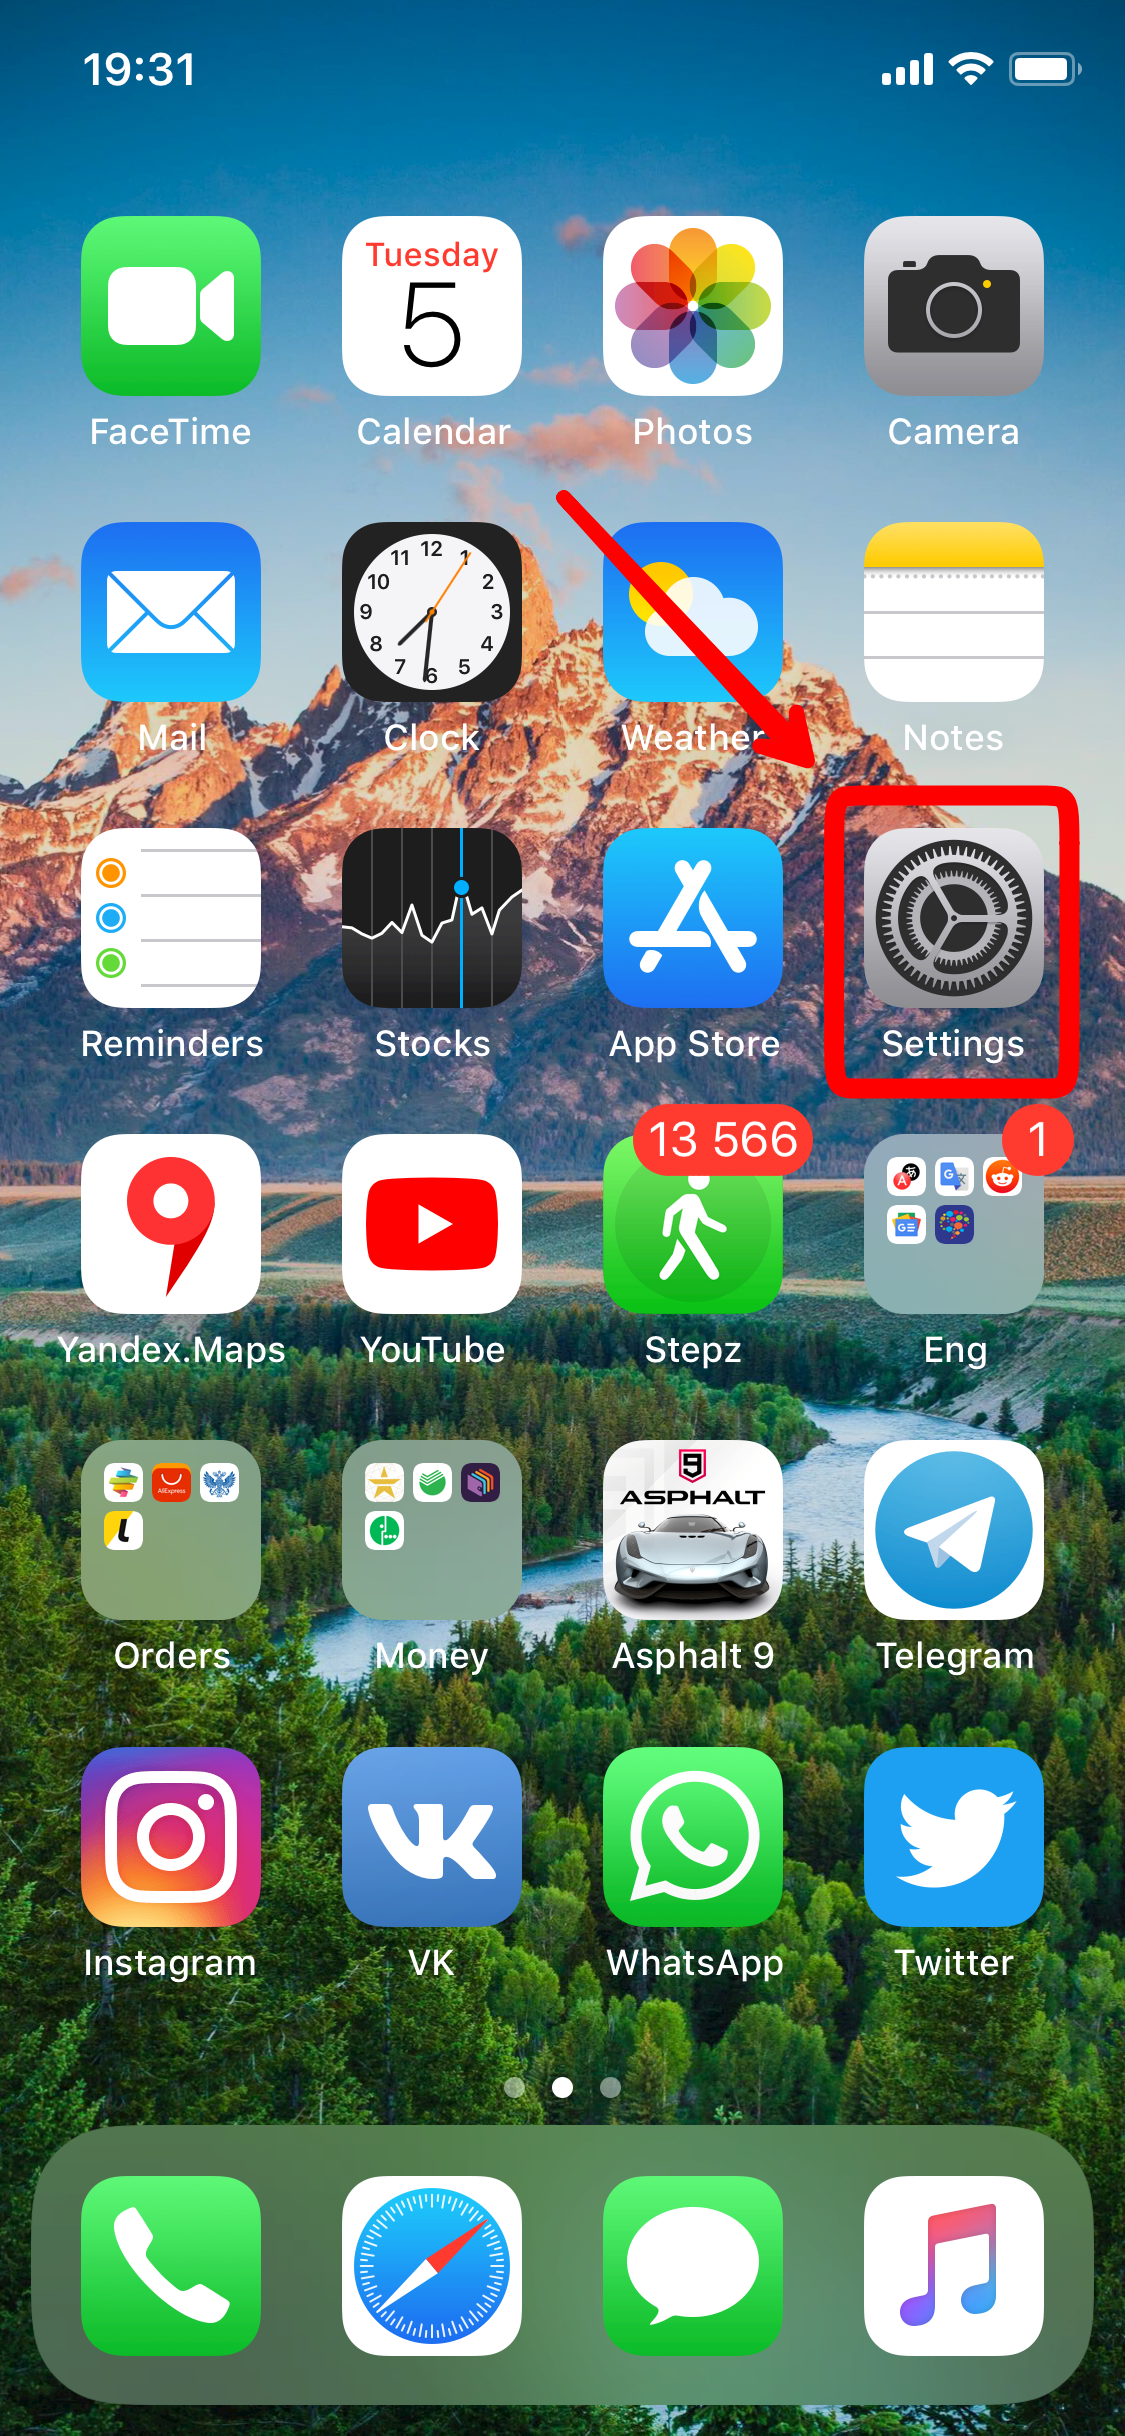 19:31
Tuesday
5
FaceTime
Calendar
Photos
Camera
12
11
1
10
2
9
3
8
4
7
5
6
Mail
Clock
Weather
Notes
Reminders
Stocks
App Store
Settings
13 566
1
Yandex.Maps
YouTube
Stepz
Eng
AliExpress
9
ASPHALT
Orders
Money
Asphalt 9
Telegram
Instagram
VK
WhatsApp
Twitter